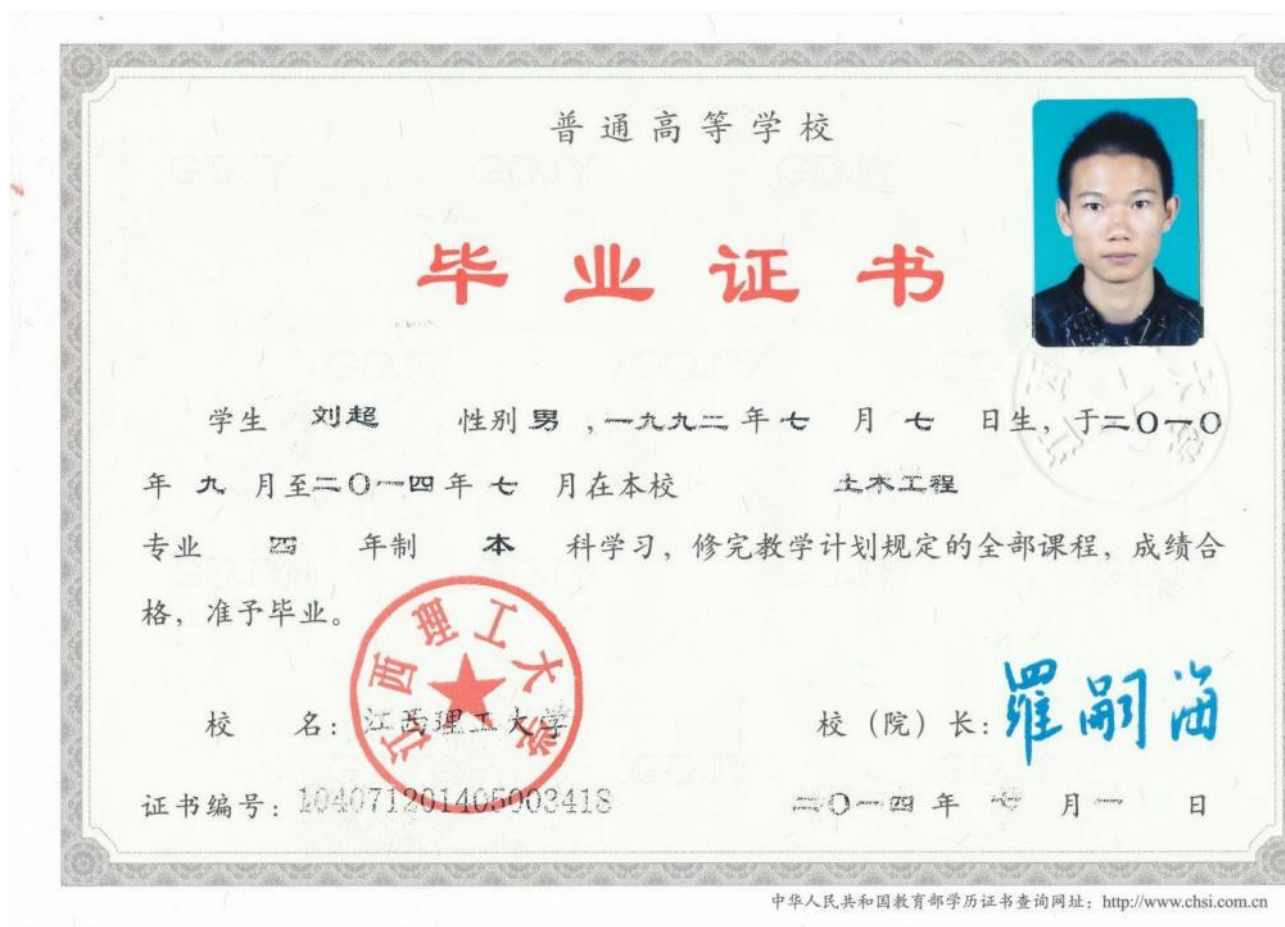 普通高等学校
毕业证书
学生 刘超 性别 男 ，一九九二 年 七 月 七 日生，于二〇一〇
年 九 月至二〇一四 年 七 月在本校 土木工程
专业 四 年制 本 科学习，修完教学计划规定的全部课程，成绩合
格，准予毕业。
江西理工大学
校 名：江西理工大学 校（院）长：罗嗣海
证书编号：104071201405003418 二〇一四 年 七 月 一 日
中华人民共和国教育部学历证书查询网址：http://www.chsi.com.cn